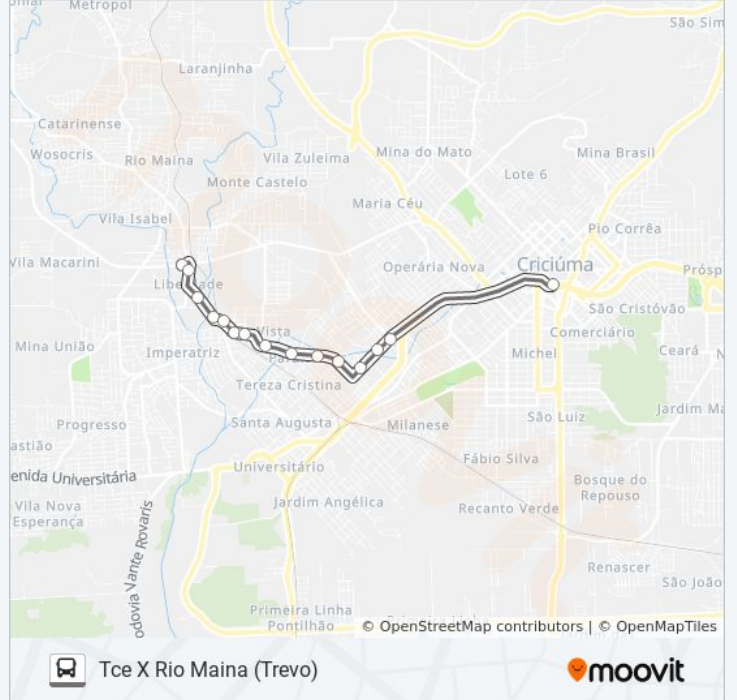 Metropol
São Sim
Laranjinha
Catarinense
Wosocris
Rio Maina
Vila Zuleima
Mina do Mato
Mina Brasil
Lote 6
Monte Castelo
Maria Céu
Vila Isabel
Pio Corrêa
Vila Macarini
Operária Nova
Criciúma
Prósp
São Cristóvão
Vista
Comerciário
Mina União
Imperatriz
Michel
Ceará
Tereza Cristina
Progresso
Santa Augusta
Milanese
São Luiz
Jardim Ma
astião
Fábio Silva
Universitário
enida Universitária
Bosque do
Repouso
Vila Nova
Esperança
Jardim Angélica
Recanto Verde
odovia Vante Rovaris
Renascer
São João
Primeira Linha
Pontilhão
© OpenStreetMap contributors | © OpenMapTiles
Tce X Rio Maina (Trevo)
moovit